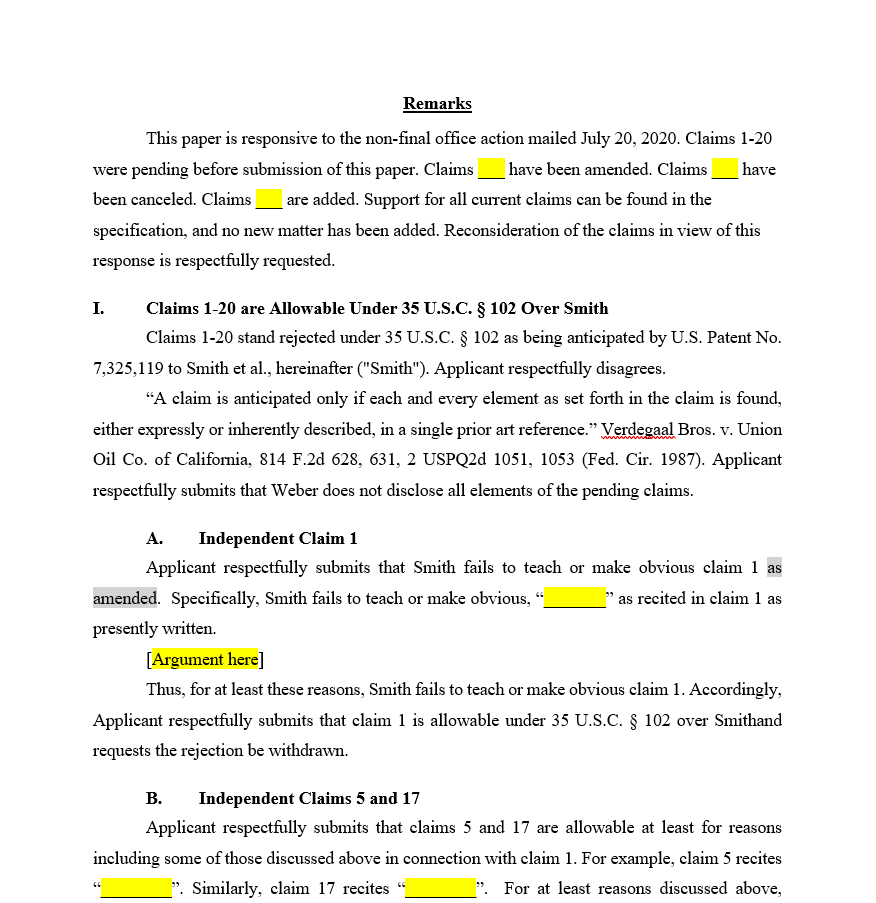 Remarks
This paper is responsive to the non-final office action mailed July 20, 2020. Claims 1-20
were pending before submission of this paper. Claims ___ have been amended. Claims ___ have
been canceled. Claims ___ are added. Support for all current claims can be found in the
specification, and no new matter has been added. Reconsideration of the claims in view of this
response is respectfully requested.
I. Claims 1-20 are Allowable Under 35 U.S.C. § 102 Over Smith
Claims 1-20 stand rejected under 35 U.S.C. § 102 as being anticipated by U.S. Patent No.
7,325,119 to Smith et al., hereinafter ("Smith"). Applicant respectfully disagrees.
“A claim is anticipated only if each and every element as set forth in the claim is found,
either expressly or inherently described, in a single prior art reference.” Verdegaal Bros. v. Union
Oil Co. of California, 814 F.2d 628, 631, 2 USPQ2d 1051, 1053 (Fed. Cir. 1987). Applicant
respectfully submits that Weber does not disclose all elements of the pending claims.
A. Independent Claim 1
Applicant respectfully submits that Smith fails to teach or make obvious claim 1 as
amended. Specifically, Smith fails to teach or make obvious, “_______” as recited in claim 1 as
presently written.
[Argument here]
Thus, for at least these reasons, Smith fails to teach or make obvious claim 1. Accordingly,
Applicant respectfully submits that claim 1 is allowable under 35 U.S.C. § 102 over Smithand
requests the rejection be withdrawn.
B. Independent Claims 5 and 17
Applicant respectfully submits that claims 5 and 17 are allowable at least for reasons
including some of those discussed above in connection with claim 1. For example, claim 5 recites
“________”. Similarly, claim 17 recites “________”. For at least reasons discussed above,